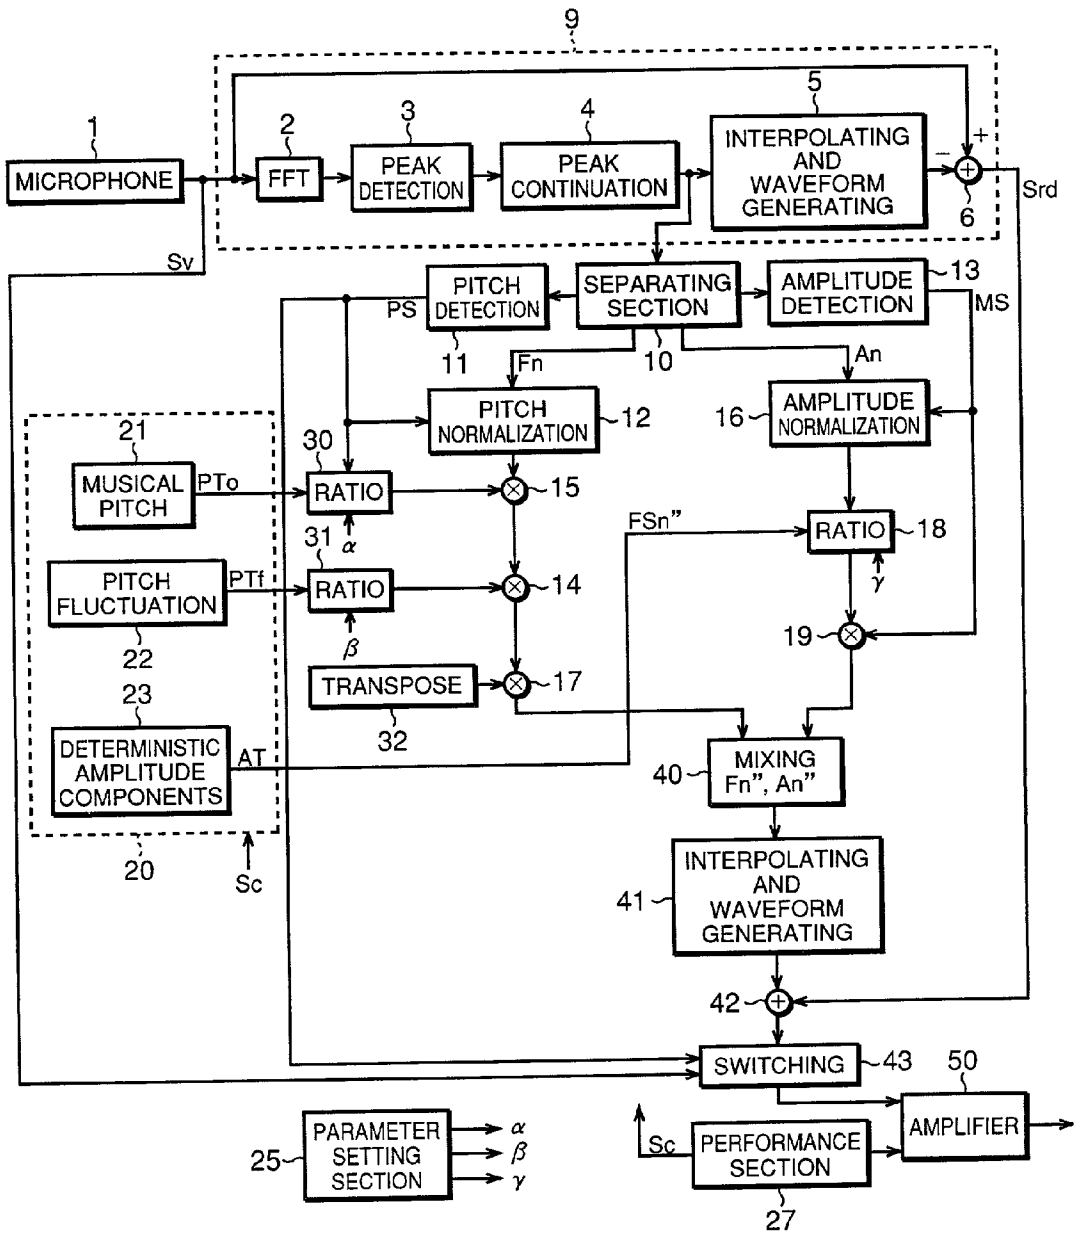 9
1
MICROPHONE
2
FFT
3
PEAK
DETECTION
4
PEAK
CONTINUATION
5
INTERPOLATING
AND
WAVEFORM
GENERATING
+
−
6
Srd
Sv
PS
PITCH
DETECTION
11
SEPARATING
SECTION
10
AMPLITUDE
DETECTION
13
MS
Fn
An
PITCH
NORMALIZATION
12
16
AMPLITUDE
NORMALIZATION
21
MUSICAL
PITCH
PTo
30
RATIO
α
15
FSn”
RATIO
18
γ
PITCH
FLUCTUATION
22
PTf
31
RATIO
β
14
19
TRANSPOSE
32
17
23
DETERMINISTIC
AMPLITUDE
COMPONENTS
AT
20
Sc
40
MIXING
Fn”, An”
41
INTERPOLATING
AND
WAVEFORM
GENERATING
42
SWITCHING
43
50
AMPLIFIER
25
PARAMETER
SETTING
SECTION
α
β
γ
Sc
PERFORMANCE
SECTION
27